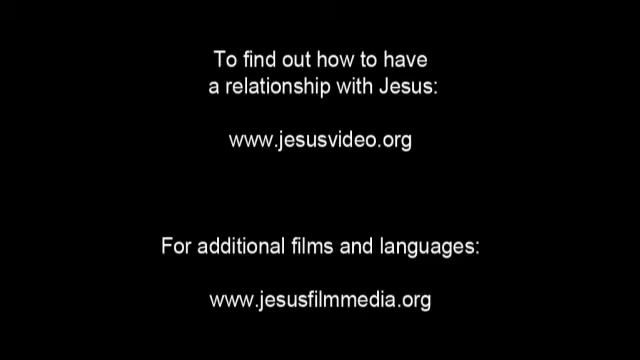 To find out how to have
a relationship with Jesus:
www.jesusvideo.org
For additional films and languages:
www.jesusfilmmedia.org